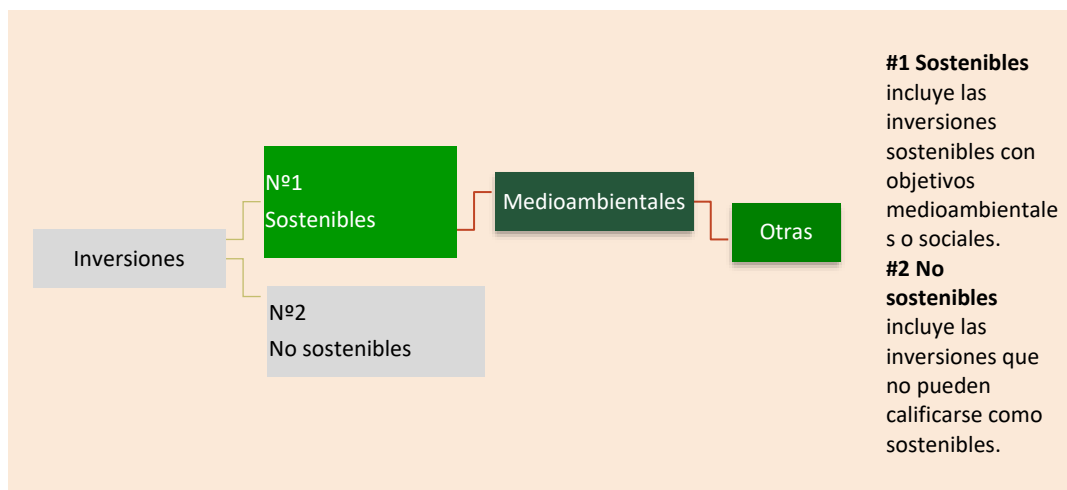 Inversiones
Nº1
Sostenibles
Nº2
No sostenibles
Medioambientales
Otras
#1 Sostenibles
incluye las
inversiones
sostenibles con
objetivos
medioambientale
s o sociales.
#2 No
sostenibles
incluye las
inversiones que
no pueden
calificarse como
sostenibles.